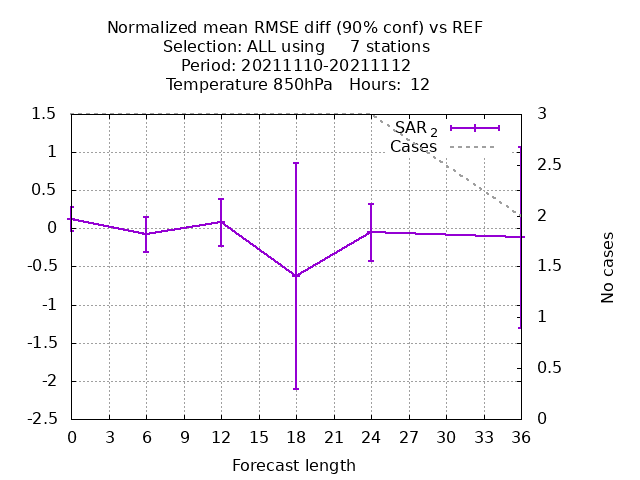 Normalized mean RMSE diff (90% conf) vs REF
Selection: ALL using 7 stations
Period: 20211110-20211112
Temperature 850hPa Hours: 12
SAR 2
Cases
1.5
1
0.5
0
-0.5
-1
-1.5
-2
-2.5
3
2.5
2
1.5
1
0.5
0
No cases
0 3 6 9 12 15 18 21 24 27 30 33 36
Forecast length